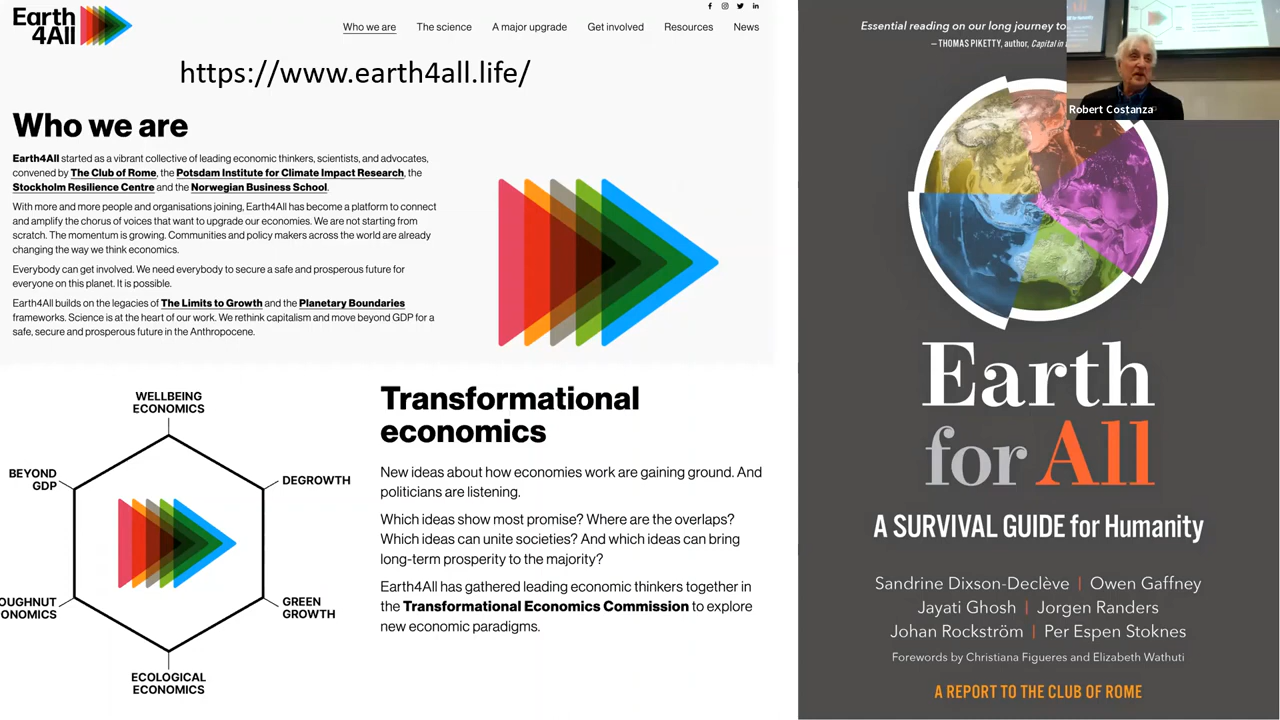 Earth
4All
Who we are
The science
A major upgrade
Get involved
Resources
News
https://www.earth4all.life/
Who we are
Earth4All started as a vibrant collective of leading economic thinkers, scientists, and advocates,
convened by The Club of Rome, the Potsdam Institute for Climate Impact Research, the
Stockholm Resilience Centre and the Norwegian Business School.
With more and more people and organisations joining, Earth4All has become a platform to connect
and amplify the chorus of voices that want to upgrade our economies. We are not starting from
scratch. The momentum is growing. Communities and policy makers across the world are already
changing the way we think economics.
Everybody can get involved. We need everybody to secure a safe and prosperous future for
everyone on this planet. It is possible.
Earth4All builds on the legacies of The Limits to Growth and the Planetary Boundaries
frameworks. Science is at the heart of our work. We rethink capitalism and move beyond GDP for a
safe, secure and prosperous future in the Anthropocene.
WELLBEING
ECONOMICS
BEYOND
GDP
DEGROWTH
OUGHNUT
ONOMICS
GREEN
GROWTH
ECOLOGICAL
ECONOMICS
Transformational
economics
New ideas about how economies work are gaining ground. And
politicians are listening.
Which ideas show most promise? Where are the overlaps?
Which ideas can unite societies? And which ideas can bring
long-term prosperity to the majority?
Earth4All has gathered leading economic thinkers together in
the Transformational Economics Commission to explore
new economic paradigms.
Essential reading on our long journey to
— THOMAS PIKETTY, author, Capital in
Robert Costanza
Earth
for All
A SURVIVAL GUIDE for Humanity
Sandrine Dixson-Declève | Owen Gaffney
Jayati Ghosh | Jorgen Randers
Johan Rockström | Per Espen Stoknes
Forewords by Christiana Figueres and Elizabeth Wathuti
A REPORT TO THE CLUB OF ROME